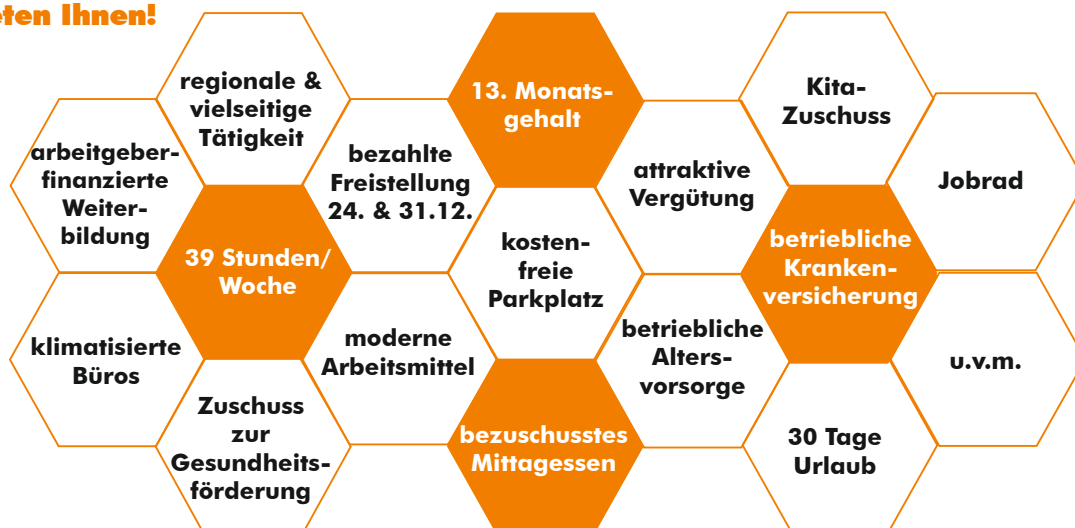 eten Ihnen!
regionale &
vielseitige
Tätigkeit
13. Monats-
gehalt
Kita-
Zuschuss
arbeitgeber-
finanzierte
Weiter-
bildung
bezahlte
Freistellung
24. & 31.12.
attraktive
Vergütung
Jobrad
39 Stunden/
Woche
kosten-
freie
Parkplatz
betriebliche
Kranken-
versicherung
klimatisierte
Büros
moderne
Arbeitsmittel
betriebliche
Alters-
vorsorge
u.v.m.
Zuschuss
zur
Gesundheits-
förderung
bezuschusstes
Mittagessen
30 Tage
Urlaub